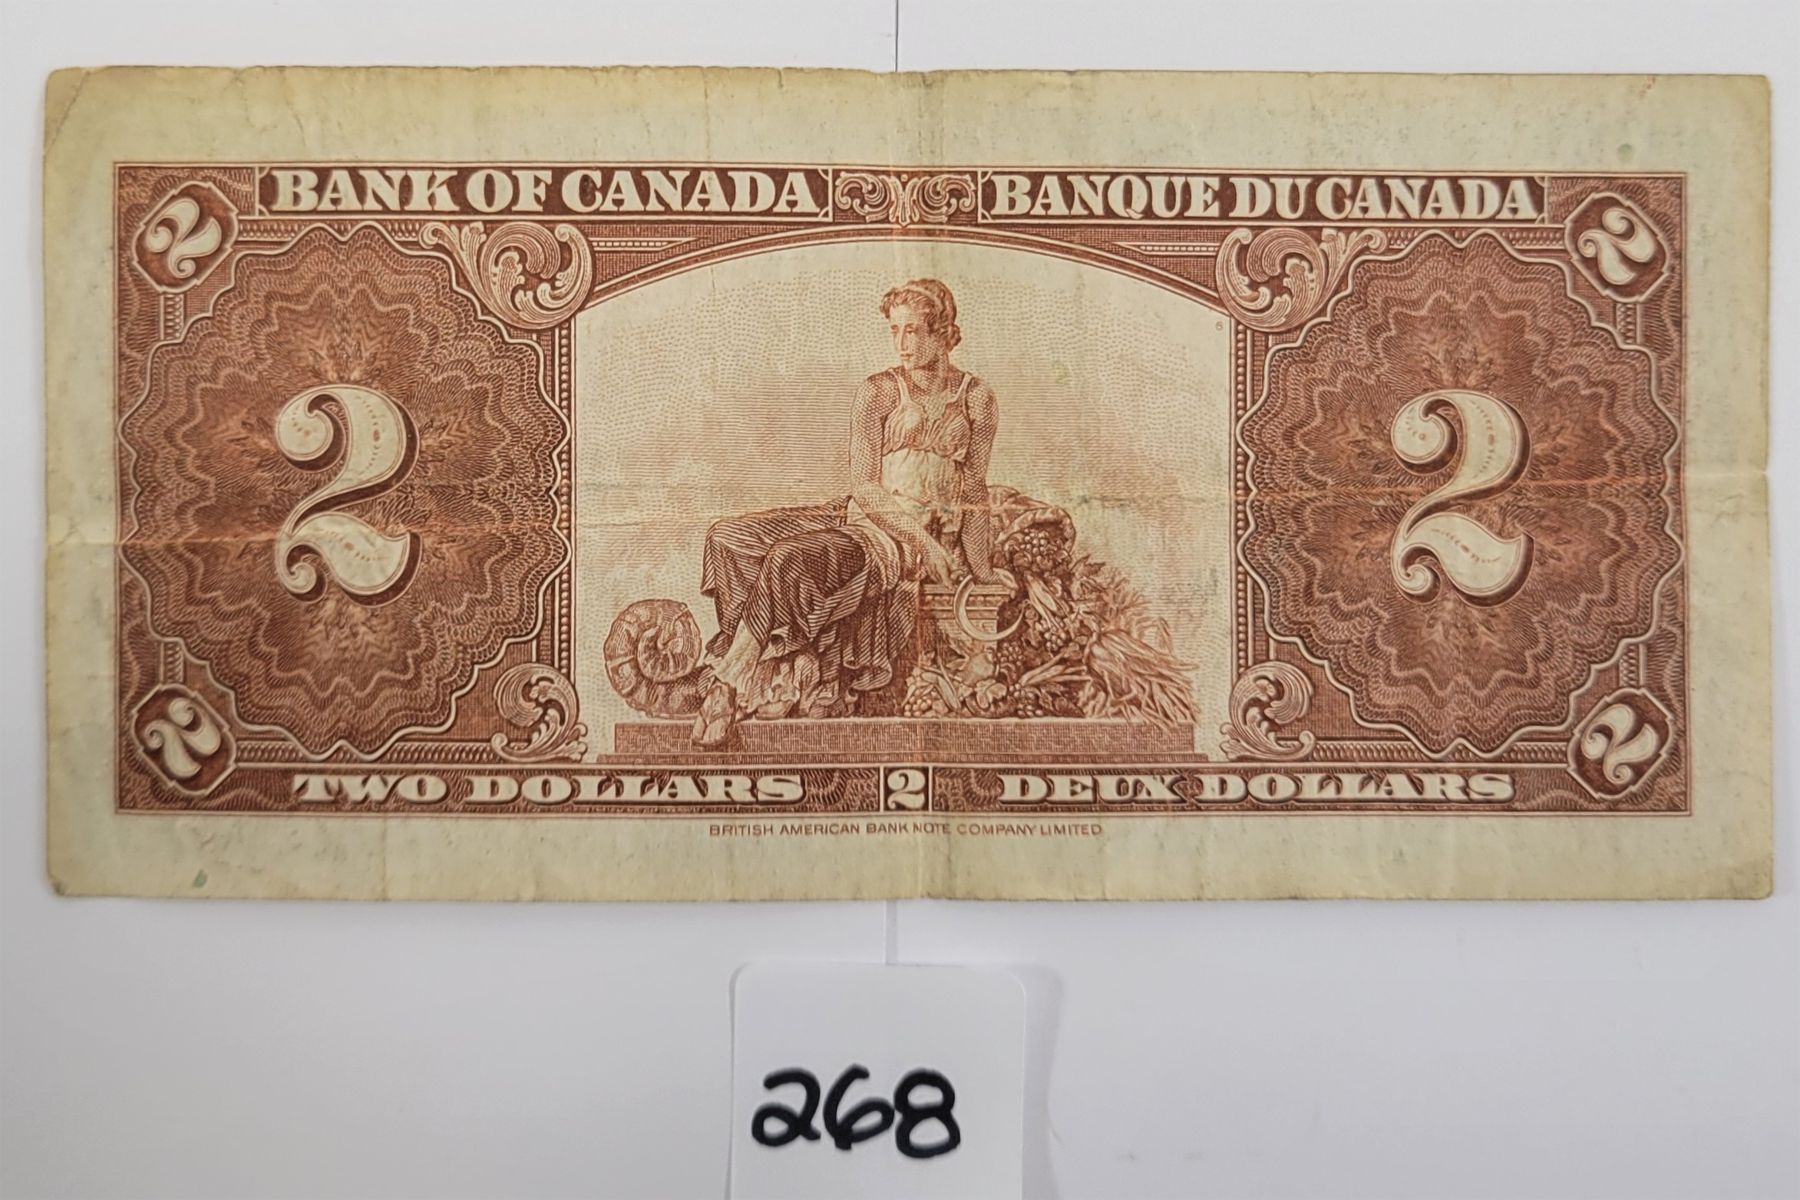 2 BANK OF CANADA BANQUE DU CANADA 2
6
2 2
2 TWO DOLLARS 2 DEUX DOLLARS 2
BRITISH AMERICAN BANK NOTE COMPANY LIMITED
268